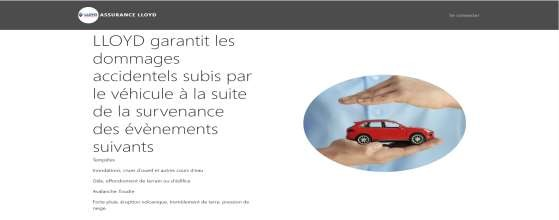 ASSURANCE LLOYD
Se connecter
LLOYD garantit les
dommages
accidentels subis par
le véhicule à la suite
de la survenance
des évènements
suivants
Tempêtes
Inondations, crues d'oued et autres cours d'eau
Grêle, effondrement de terrain ou d'édifice
Avalanche foudre
Forte pluie, éruption volcanique, tremblement de terre, pression de
neige